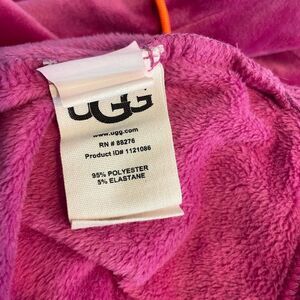 UGG
www.ugg.com
RN # 88276
Product ID# 1121086
95% POLYESTER
5% ELASTANE